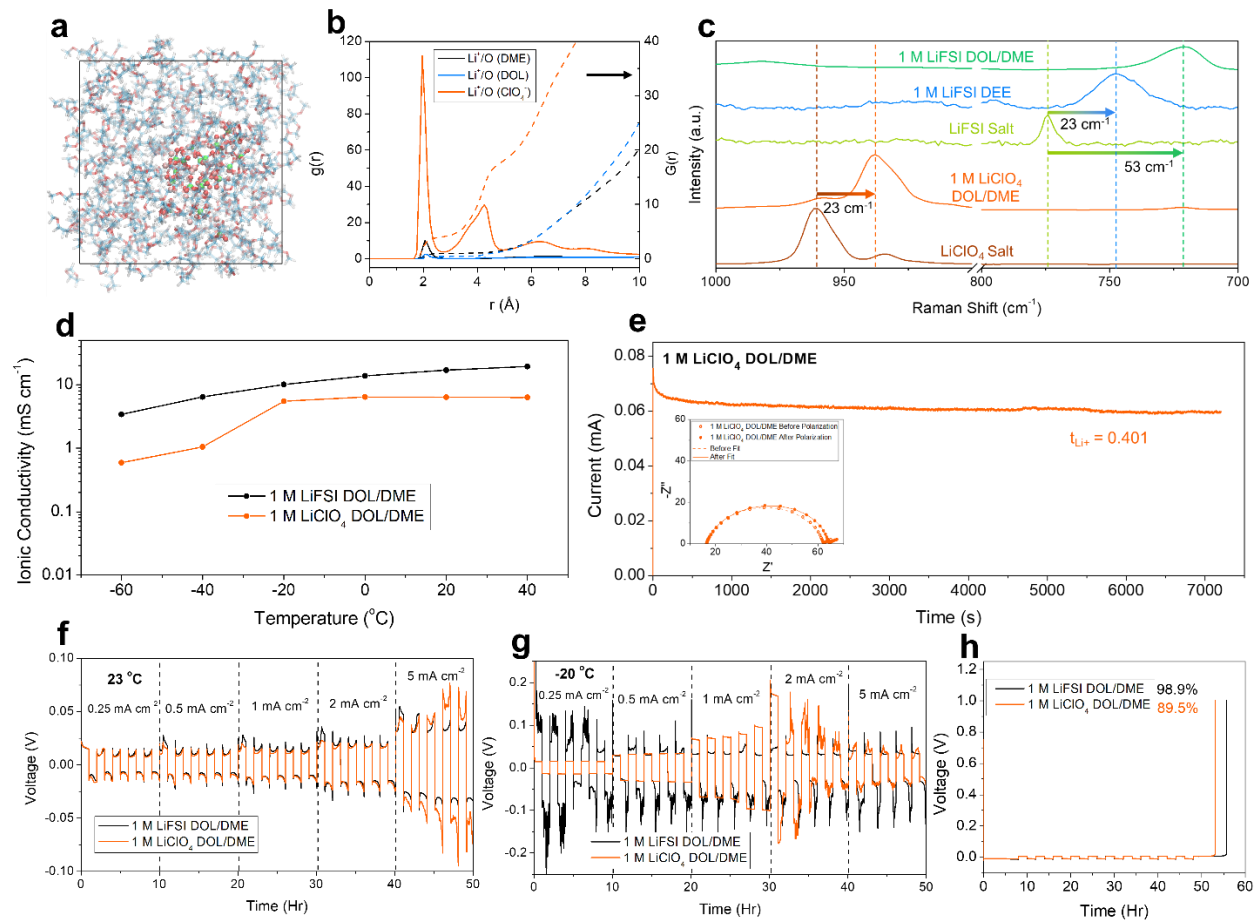 a
b
120
100
80
60
40
20
0
g(r)
Li⁺/O (DME)
Li⁺/O (DOL)
Li⁺/O (ClO₄⁻)
40
30
20
10
0
G(r)
0 2 4 6 8 10
r (Å)
c
Intensity (a.u.)
1 M LiFSI DOL/DME
1 M LiFSI DEE
LiFSI Salt
23 cm⁻¹
53 cm⁻¹
1 M LiClO₄
DOL/DME
23 cm⁻¹
LiClO₄ Salt
1000 950 800 750 700
Raman Shift (cm⁻¹)
d
Ionic Conductivity (mS cm⁻¹)
10
1
0.1
0.01
1 M LiFSI DOL/DME
1 M LiClO₄ DOL/DME
-60 -40 -20 0 20 40
Temperature (°C)
e
Current (mA)
0.08
0.06
0.04
0.02
0.00
1 M LiClO₄ DOL/DME
t_Li+ = 0.401
60
40
20
0
-Z''
1 M LiClO₄ DOL/DME Before Polarization
1 M LiClO₄ DOL/DME After Polarization
Before Fit
After Fit
20 40 60
Z'
0 1000 2000 3000 4000 5000 6000 7000
Time (s)
f
Voltage (V)
0.10
0.05
0.00
-0.05
-0.10
23 °C
0.25 mA cm⁻²
0.5 mA cm⁻²
1 mA cm⁻²
2 mA cm⁻²
5 mA cm⁻²
1 M LiFSI DOL/DME
1 M LiClO₄ DOL/DME
0 10 20 30 40 50
Time (Hr)
g
Voltage (V)
0.2
0.1
0.0
-0.1
-0.2
-20 °C
0.25 mA cm⁻²
0.5 mA cm⁻²
1 mA cm⁻²
2 mA cm⁻²
5 mA cm⁻²
1 M LiFSI DOL/DME
1 M LiClO₄ DOL/DME
0 10 20 30 40 50
Time (Hr)
h
Voltage (V)
1.2
1.0
0.8
0.6
0.4
0.2
0.0
1 M LiFSI DOL/DME 98.9%
1 M LiClO₄ DOL/DME 89.5%
0 10 20 30 40 50 60
Time (Hr)